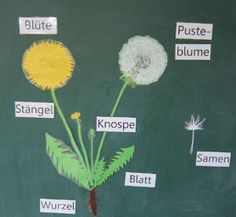 Blüte
Puste-
blume
Stängel
Knospe
Samen
Blatt
Wurzel